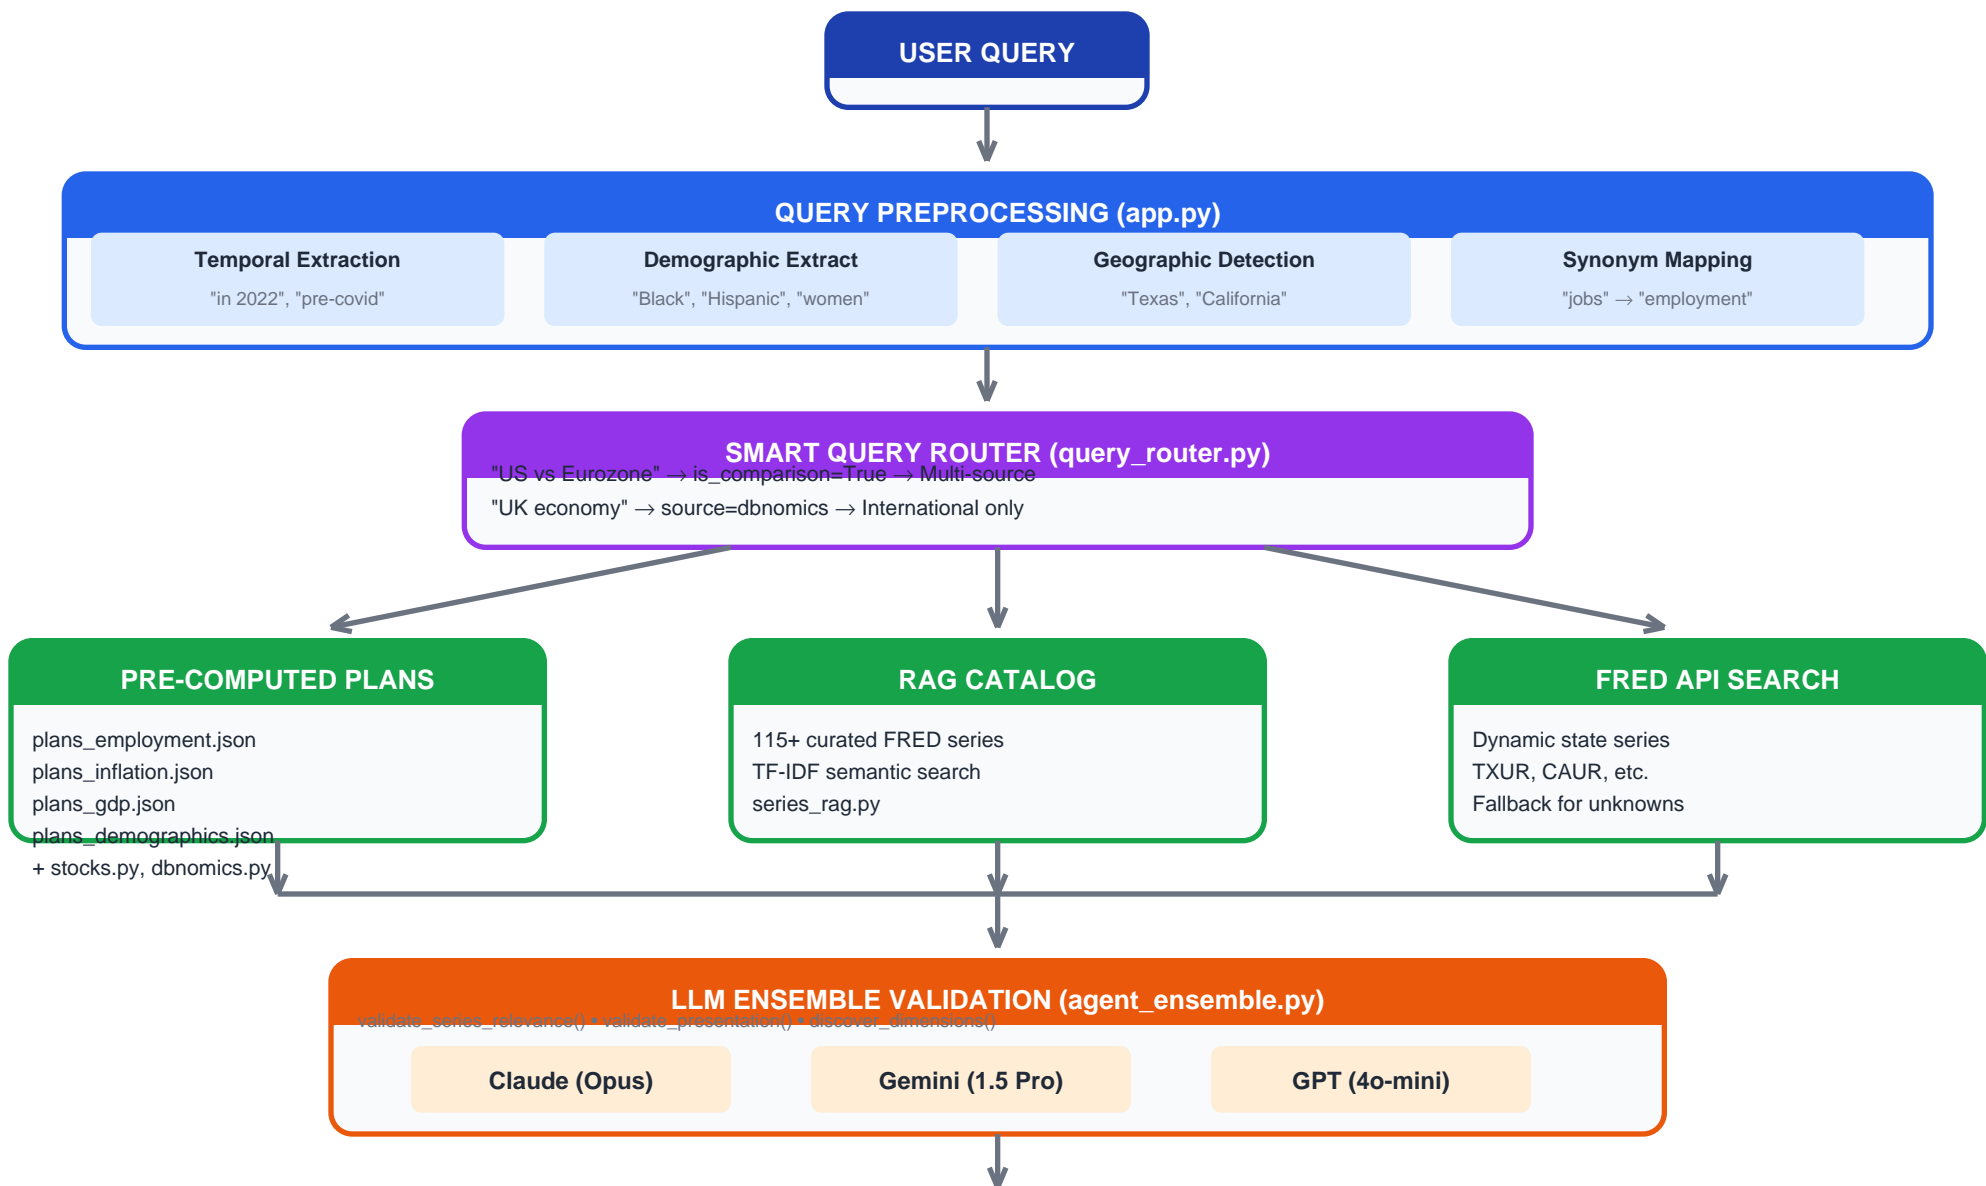 USER QUERY
QUERY PREPROCESSING (app.py)
Temporal Extraction
"in 2022", "pre-covid"
Demographic Extract
"Black", "Hispanic", "women"
Geographic Detection
"Texas", "California"
Synonym Mapping
"jobs" → "employment"
SMART QUERY ROUTER (query_router.py)
"US vs Eurozone" → is_comparison=True → Multi-source
"UK economy" → source=dbnomics → International only
PRE-COMPUTED PLANS
plans_employment.json
plans_inflation.json
plans_gdp.json
plans_demographics.json
+ stocks.py, dbnomics.py
RAG CATALOG
115+ curated FRED series
TF-IDF semantic search
series_rag.py
FRED API SEARCH
Dynamic state series
TXUR, CAUR, etc.
Fallback for unknowns
LLM ENSEMBLE VALIDATION (agent_ensemble.py)
validate_series_relevance() • validate_presentation() • discover_dimensions()
Claude (Opus)
Gemini (1.5 Pro)
GPT (4o-mini)